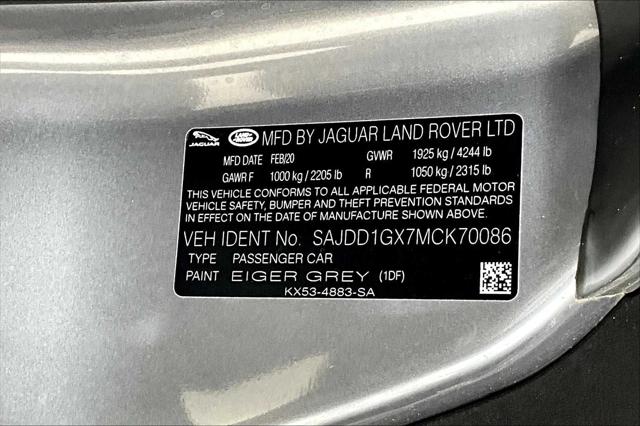 JAGUAR LAND ROVER MFD BY JAGUAR LAND ROVER LTD
MFD DATE FEB/20 GVWR 1925 kg / 4244 lb
GAWR F 1000 kg / 2205 lb R 1050 kg / 2315 lb
THIS VEHICLE CONFORMS TO ALL APPLICABLE FEDERAL MOTOR
VEHICLE SAFETY, BUMPER AND THEFT PREVENTION STANDARDS
IN EFFECT ON THE DATE OF MANUFACTURE SHOWN ABOVE.
VEH IDENT No. SAJDD1GX7MCK70086
TYPE PASSENGER CAR
PAINT EIGER GREY (1DF)
KX53-4883-SA